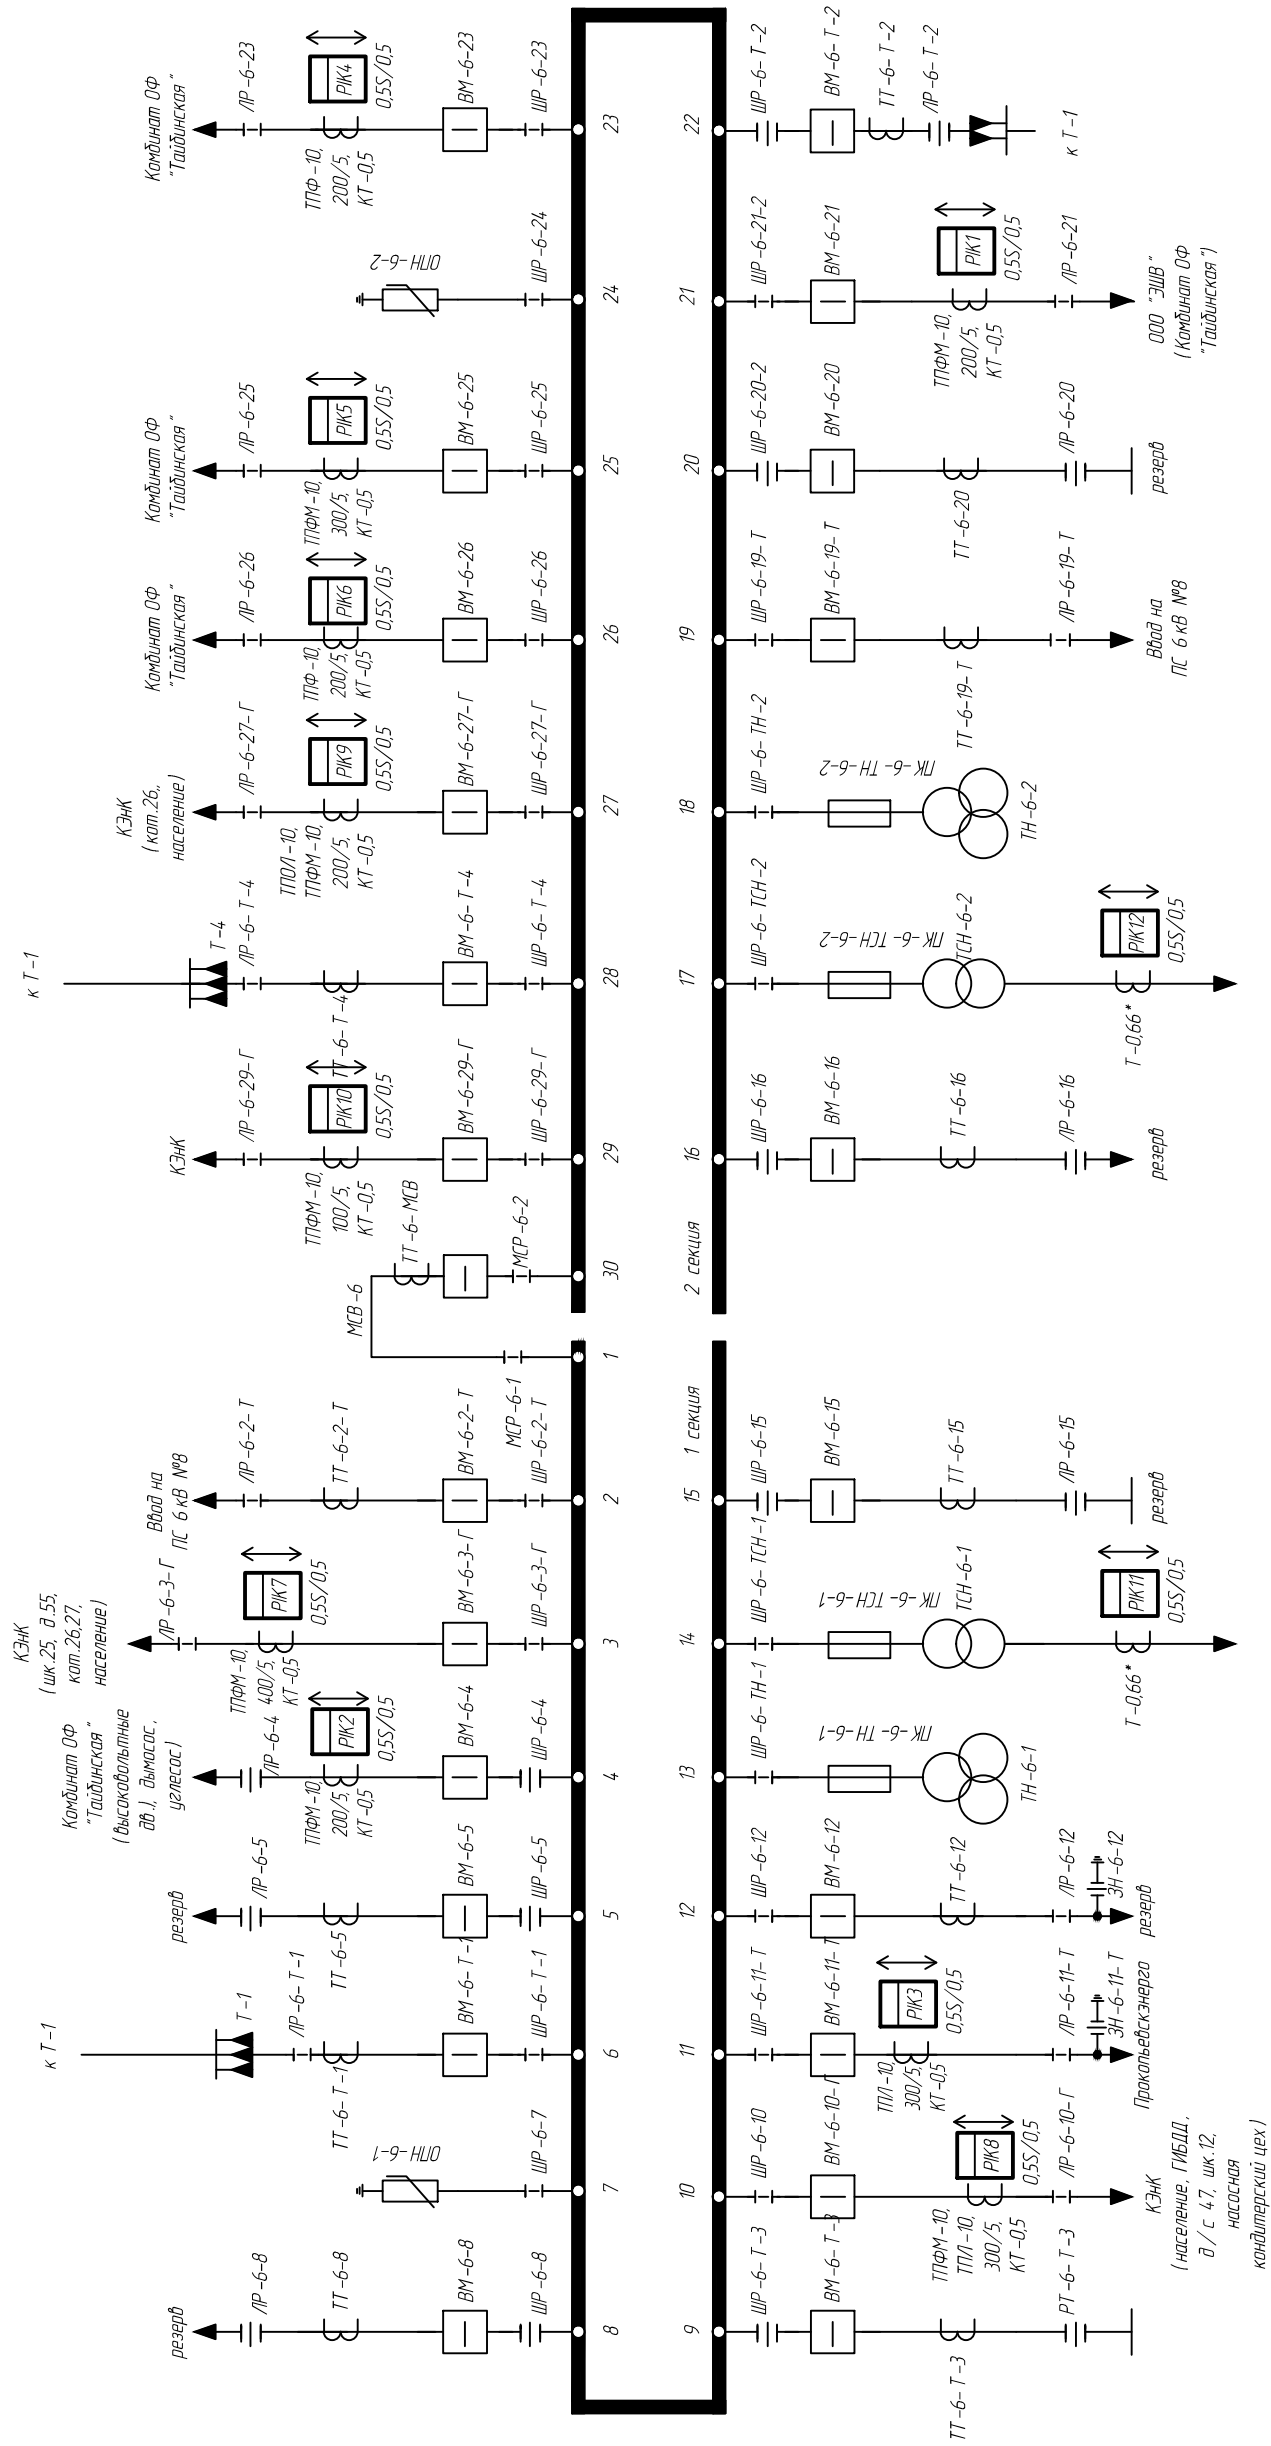 Комбинат ОФ
"Тайбинская"
ЛР-6-23
ТПФ-10,
200/5,
КТ-0,5
PIK4
0,5S/0,5
ВМ-6-23
ШР-6-23
23
ОПН-6-2
ШР-6-24
24
Комбинат ОФ
"Тайбинская"
ЛР-6-25
ТПФМ-10,
300/5,
КТ-0,5
PIK5
0,5S/0,5
ВМ-6-25
ШР-6-25
25
Комбинат ОФ
"Тайбинская"
ЛР-6-26
ТПФ-10,
200/5,
КТ-0,5
PIK6
0,5S/0,5
ВМ-6-26
ШР-6-26
26
КЭнК
(кот.26,,
население)
ЛР-6-27-Г
ТПОЛ-10,
ТПФМ-10,
200/5,
КТ-0,5
PIK9
0,5S/0,5
ВМ-6-27-Г
ШР-6-27-Г
27
к Т-1
Т-4
ЛР-6-Т-4
ТТ-6-Т-4
ВМ-6-Т-4
ШР-6-Т-4
28
КЭнК
ЛР-6-29-Г
ТПФМ-10,
100/5,
КТ-0,5
PIK10
0,5S/0,5
ВМ-6-29-Г
ШР-6-29-Г
29
ТТ-6-МСВ
МСВ-6
МСР-6-2
30
МСР-6-1
1
Ввод на
ПС 6 кВ №8
ЛР-6-2-Т
ТТ-6-2-Т
ВМ-6-2-Т
ШР-6-2-Т
2
КЭнК
(шк.25, д.55,
кот.26,27,
население)
ЛР-6-3-Г
ТПФМ-10,
400/5,
КТ-0,5
PIK7
0,5S/0,5
ВМ-6-3-Г
ШР-6-3-Г
3
Комбинат ОФ
"Тайбинская"
(высоковольтные
дв.), дымосос,
углесос)
ЛР-6-4
ТПФМ-10,
200/5,
КТ-0,5
PIK2
0,5S/0,5
ВМ-6-4
ШР-6-4
4
резерв
ЛР-6-5
ТТ-6-5
ВМ-6-5
ШР-6-5
5
к Т-1
Т-1
ЛР-6-Т-1
ТТ-6-Т-1
ВМ-6-Т-1
ШР-6-Т-1
6
ОПН-6-1
ШР-6-7
7
резерв
ЛР-6-8
ТТ-6-8
ВМ-6-8
ШР-6-8
8
22
ШР-6-Т-2
ВМ-6-Т-2
ТТ-6-Т-2
ЛР-6-Т-2
к Т-1
21
ШР-6-21-2
ВМ-6-21
ТПФМ-10,
200/5,
КТ-0,5
PIK1
0,5S/0,5
ЛР-6-21
ООО "ЭШВ"
(Комбинат ОФ
"Тайбинская")
20
ШР-6-20-2
ВМ-6-20
ТТ-6-20
ЛР-6-20
резерв
19
ШР-6-19-Т
ВМ-6-19-Т
ТТ-6-19-Т
ЛР-6-19-Т
Ввод на
ПС 6 кВ №8
18
ШР-6-ТН-2
ПК-6-ТН-6-2
ТН-6-2
17
ШР-6-ТСН-2
ПК-6-ТСН-6-2
ТСН-6-2
Т-0,66*
PIK12
0,5S/0,5
16
ШР-6-16
ВМ-6-16
ТТ-6-16
ЛР-6-16
резерв
2 секция
1 секция
15
ШР-6-15
ВМ-6-15
ТТ-6-15
ЛР-6-15
резерв
14
ШР-6-ТСН-1
ПК-6-ТСН-6-1
ТСН-6-1
Т-0,66*
PIK11
0,5S/0,5
13
ШР-6-ТН-1
ПК-6-ТН-6-1
ТН-6-1
12
ШР-6-12
ВМ-6-12
ТТ-6-12
ЛР-6-12
ЗН-6-12
резерв
11
ШР-6-11-Т
ВМ-6-11-Т
ТПЛ-10,
300/5,
КТ-0,5
PIK3
0,5S/0,5
ЛР-6-11-Т
ЗН-6-11-Т
Прокопьевскэнерго
10
ШР-6-10
ВМ-6-10-Г
ТПФМ-10,
ТПЛ-10,
300/5,
КТ-0,5
PIK8
0,5S/0,5
ЛР-6-10-Г
КЭнК
(население, ГИБДД,
д/с 47, шк.12,
насосная
кондитерский цех)
9
ШР-6-Т-3
ВМ-6-Т-3
ТТ-6-Т-3
РТ-6-Т-3